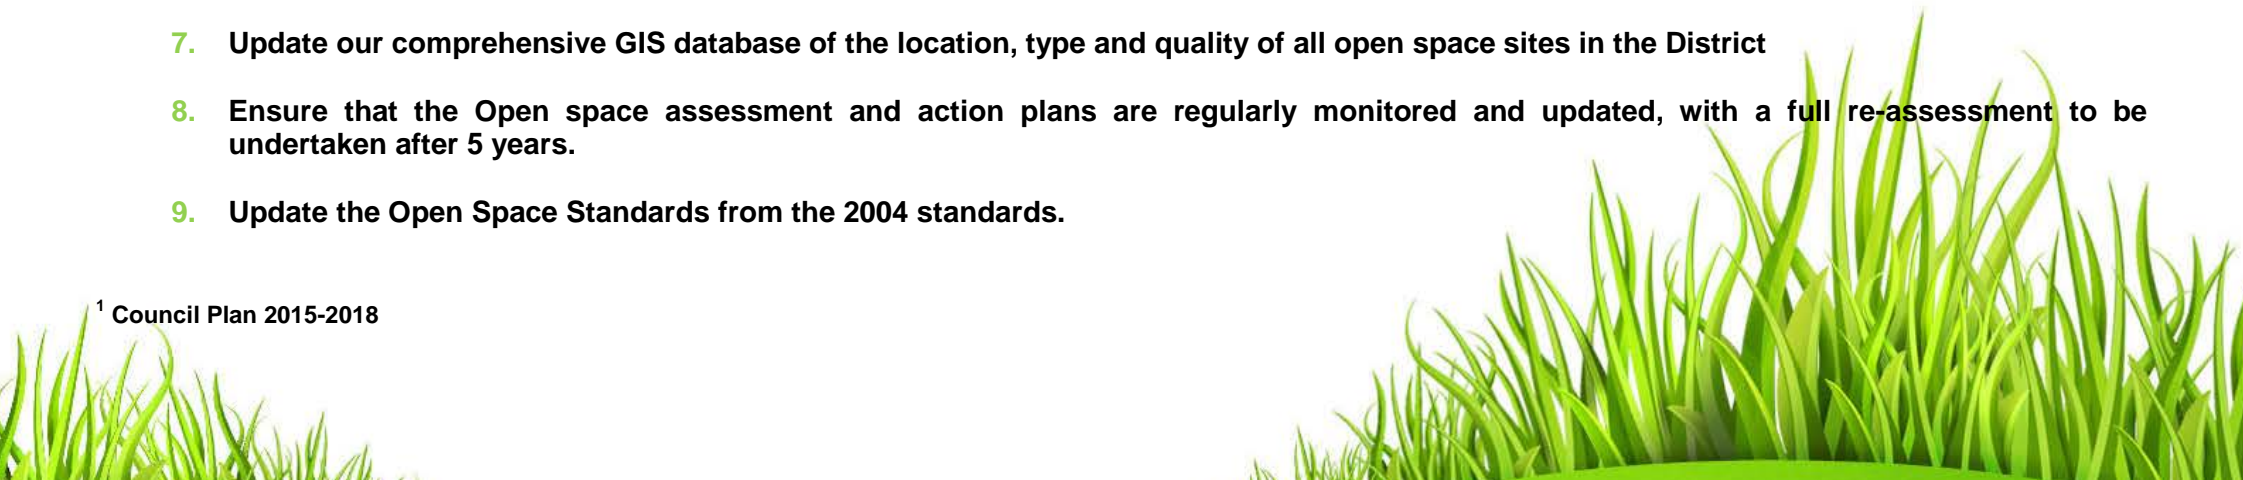 7. Update our comprehensive GIS database of the location, type and quality of all open space sites in the District
8. Ensure that the Open space assessment and action plans are regularly monitored and updated, with a full re-assessment to be
undertaken after 5 years.
9. Update the Open Space Standards from the 2004 standards.
1 Council Plan 2015-2018